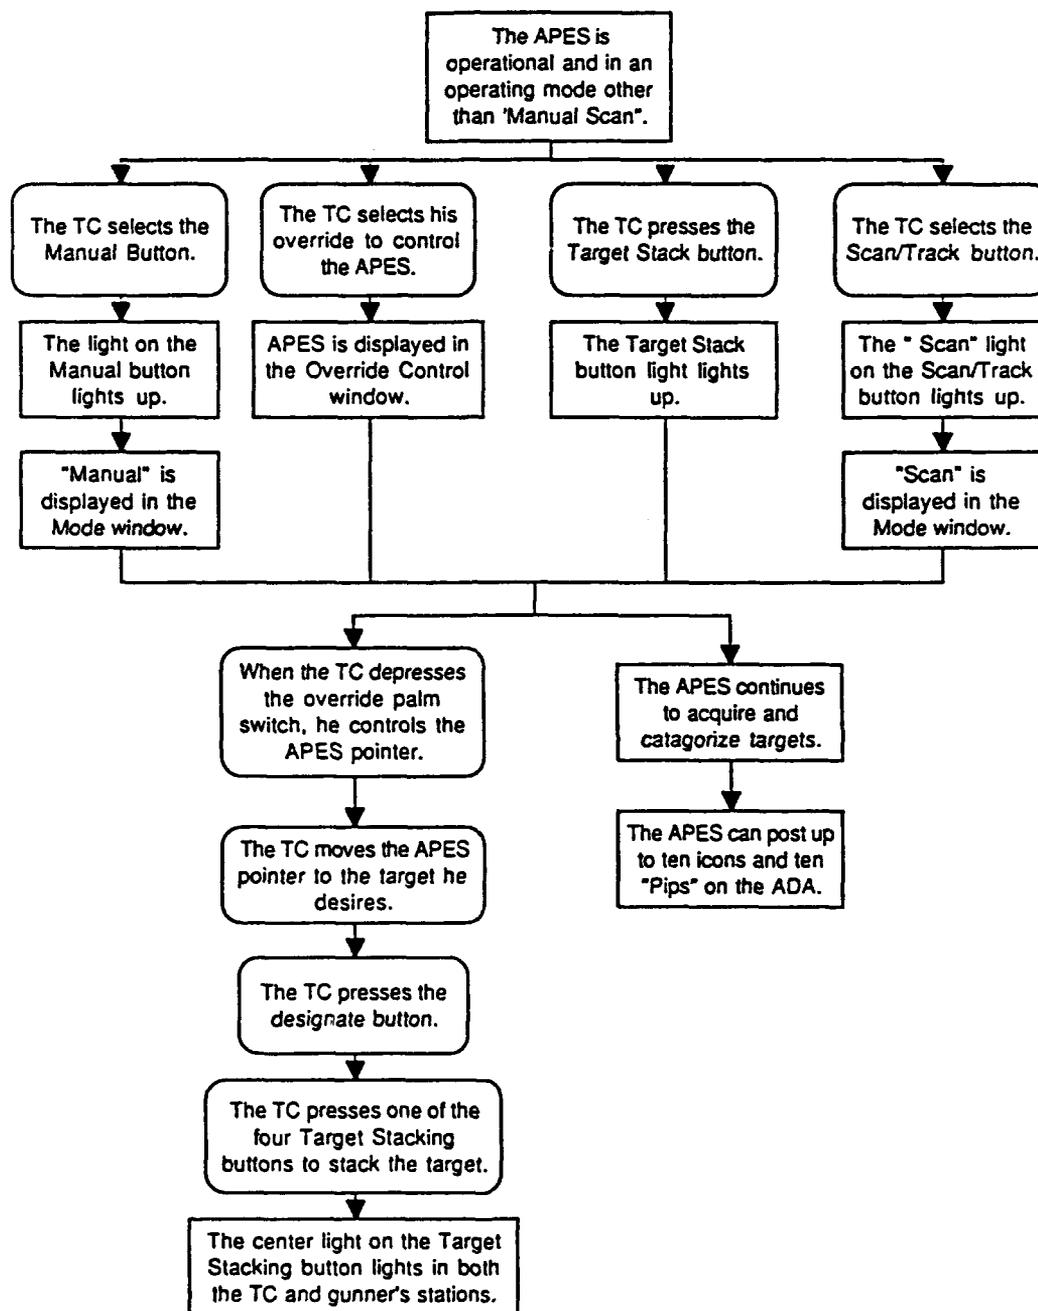 The APES is
operational and in an
operating mode other
than 'Manual Scan".
The TC selects the
Manual Button.
The TC selects his
override to control
the APES.
The TC presses the
Target Stack button.
The TC selects the
Scan/Track button.
The light on the
Manual button
lights up.
APES is displayed in
the Override Control
window.
The Target Stack
button light lights
up.
The " Scan" light
on the Scan/Track
button lights up.
"Manual" is
displayed in the
Mode window.
"Scan" is
displayed in the
Mode window.
When the TC depresses
the override palm
switch, he controls the
APES pointer.
The APES continues
to acquire and
catagorize targets.
The TC moves the APES
pointer to the target he
desires.
The APES can post up
to ten icons and ten
"Pips" on the ADA.
The TC presses the
designate button.
The TC presses one of the
four Target Stacking
buttons to stack the target.
The center light on the Target
Stacking button lights in both
the TC and gunner's stations.